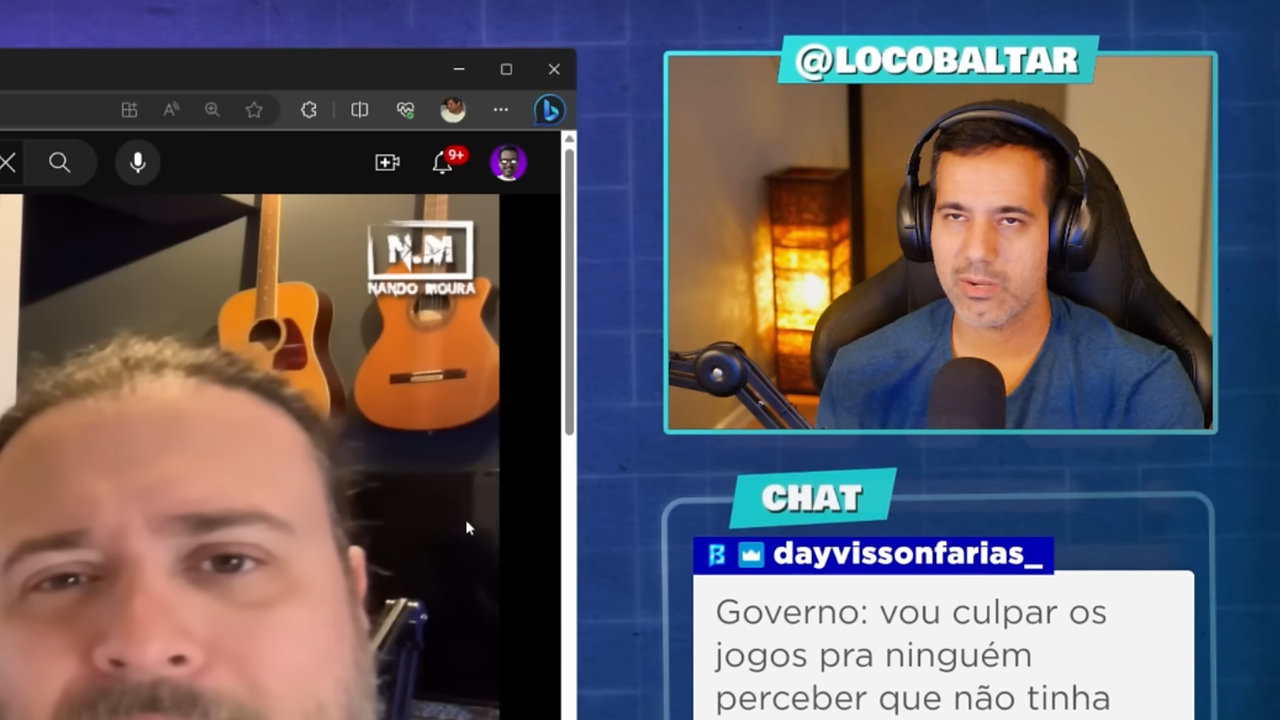 @LOCOBALTAR
9+
N.M
NANDO MOURA
CHAT
dayvissonfarias_
Governo: vou culpar os
jogos pra ninguém
perceber que não tinha